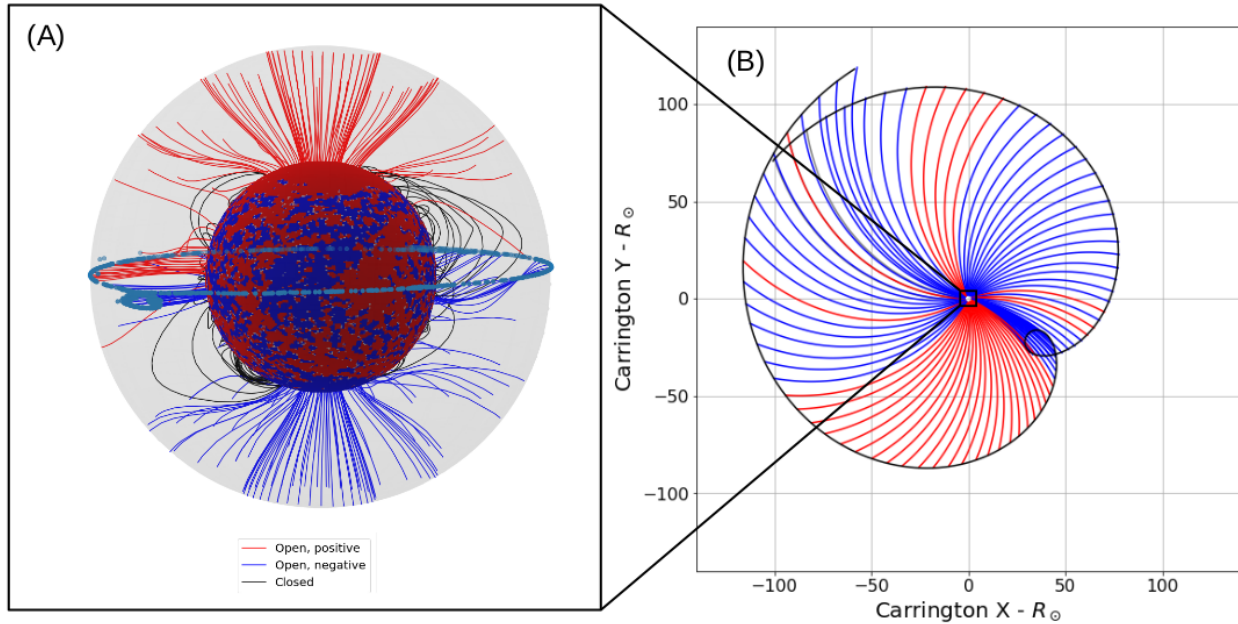 (A)
Open, positive
Open, negative
Closed
(B)
Carrington Y - R⊙
100
50
0
−50
−100
−100
−50
0
50
100
Carrington X - R⊙